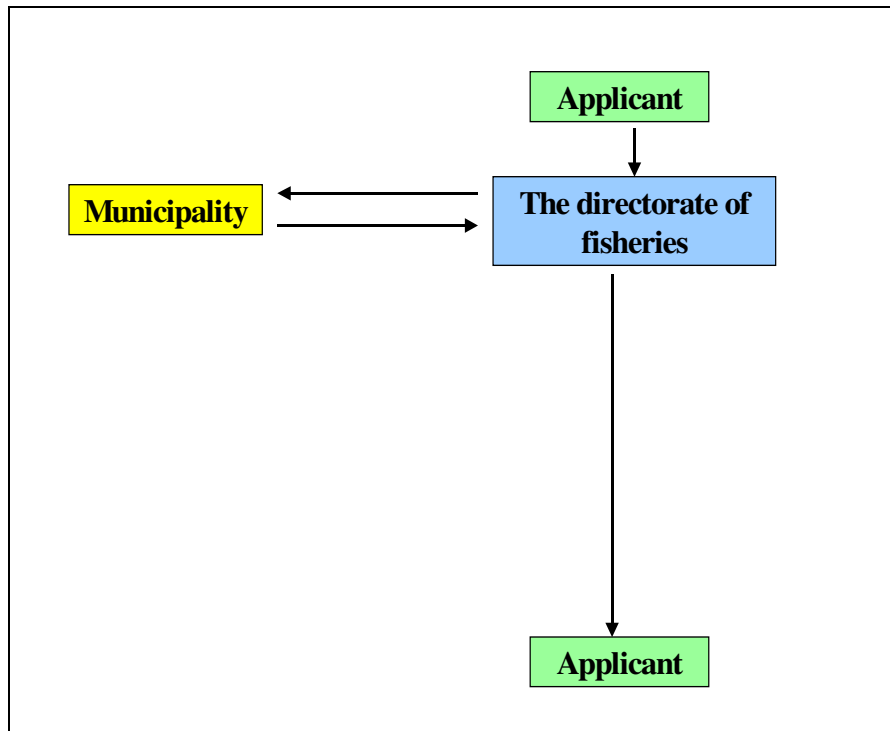 Applicant
Municipality
The directorate of
fisheries
Applicant